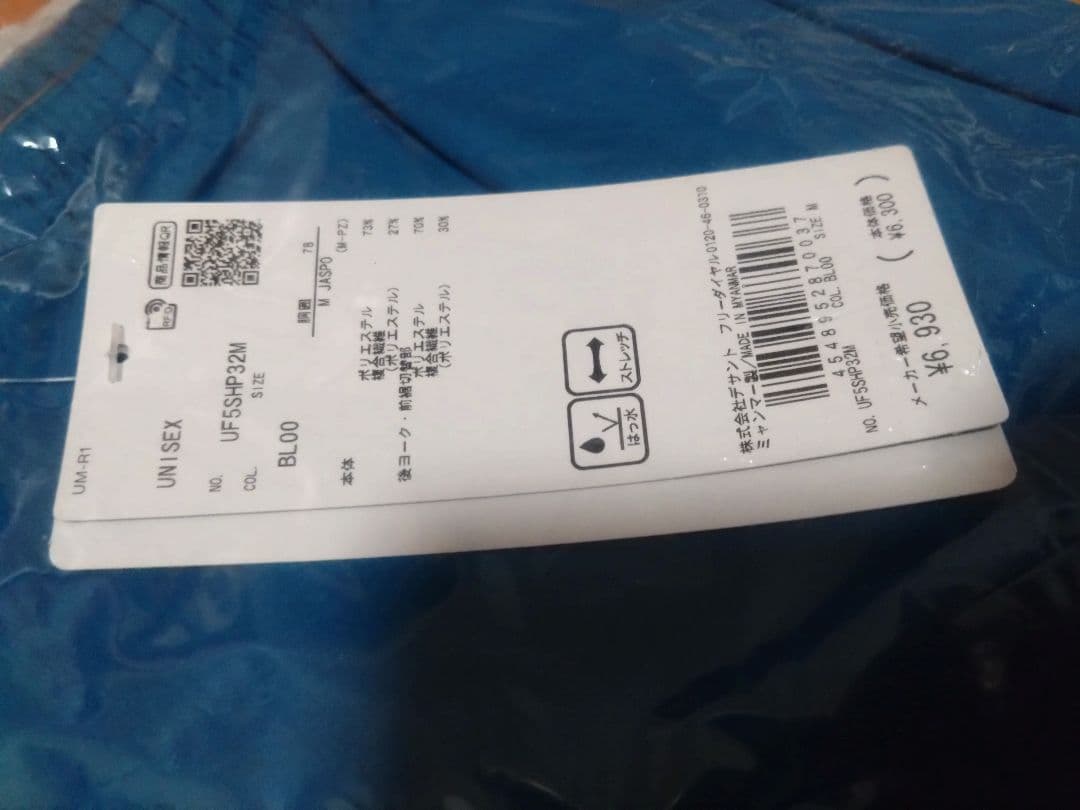 UM-R1
RFID
商品情報QR
UNISEX
NO. UF5SHP32M
COL. SIZE
BL00
胴囲 78
M JASPO
(M-PZ)
本体 ポリエステル 73%
複合繊維
(ポリエステル) 27%
後ヨーク・前裾切替部
ポリエステル 70%
複合繊維
(ポリエステル) 30%
はっ水
ストレッチ
株式会社デサント フリーダイヤル0120-46-0310
ミャンマー製/MADE IN MYANMAR
4548952870037
NO. UF5SHP32M COL. BL00 SIZE M
メーカー希望小売価格 本体価格
¥6,930 (¥6,300)